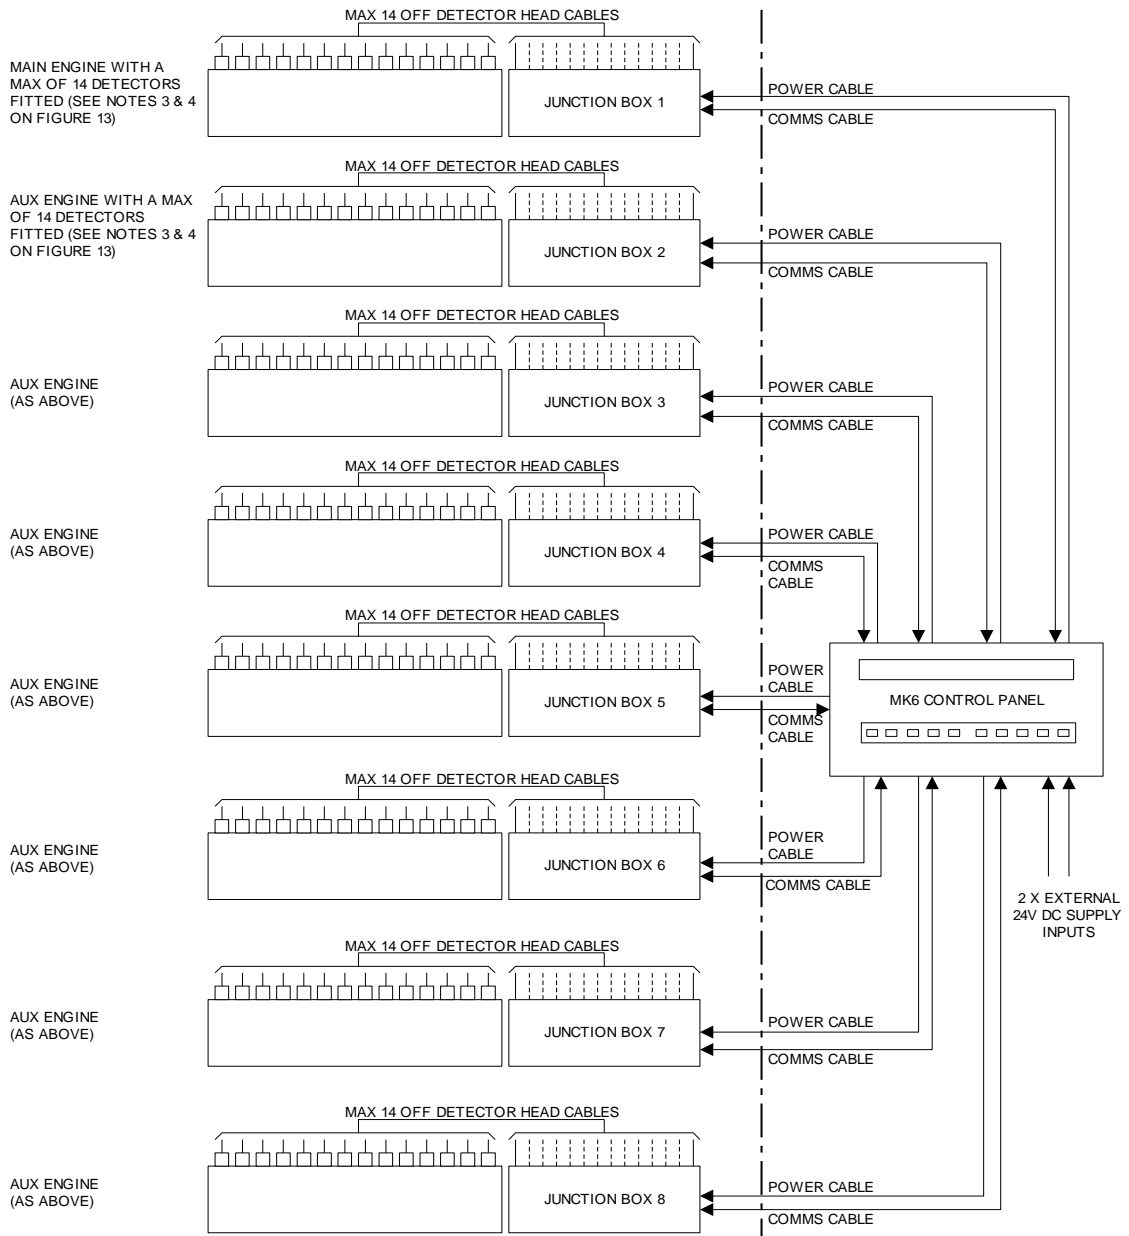 MAX 14 OFF DETECTOR HEAD CABLES
MAIN ENGINE WITH A
MAX OF 14 DETECTORS
FITTED (SEE NOTES 3 & 4
ON FIGURE 13)
JUNCTION BOX 1
POWER CABLE
COMMS CABLE
MAX 14 OFF DETECTOR HEAD CABLES
AUX ENGINE WITH A MAX
OF 14 DETECTORS
FITTED (SEE NOTES 3 & 4
ON FIGURE 13)
JUNCTION BOX 2
POWER CABLE
COMMS CABLE
MAX 14 OFF DETECTOR HEAD CABLES
AUX ENGINE
(AS ABOVE)
JUNCTION BOX 3
POWER CABLE
COMMS CABLE
MAX 14 OFF DETECTOR HEAD CABLES
AUX ENGINE
(AS ABOVE)
JUNCTION BOX 4
POWER CABLE
COMMS
CABLE
MAX 14 OFF DETECTOR HEAD CABLES
AUX ENGINE
(AS ABOVE)
JUNCTION BOX 5
POWER
CABLE
COMMS
CABLE
MK6 CONTROL PANEL
MAX 14 OFF DETECTOR HEAD CABLES
AUX ENGINE
(AS ABOVE)
JUNCTION BOX 6
POWER
CABLE
COMMS CABLE
2 X EXTERNAL
24V DC SUPPLY
INPUTS
MAX 14 OFF DETECTOR HEAD CABLES
AUX ENGINE
(AS ABOVE)
JUNCTION BOX 7
POWER CABLE
COMMS CABLE
MAX 14 OFF DETECTOR HEAD CABLES
AUX ENGINE
(AS ABOVE)
JUNCTION BOX 8
POWER CABLE
COMMS CABLE